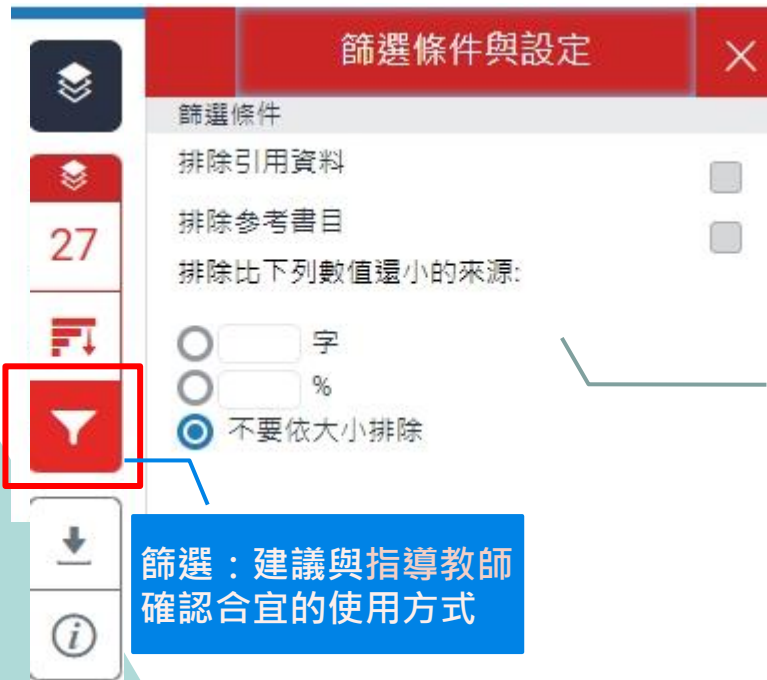 篩選條件與設定
篩選條件
排除引用資料
27
排除參考書目
排除比下列數值還小的來源:
字
%
不要依大小排除
篩選：建議與指導教師
確認合宜的使用方式